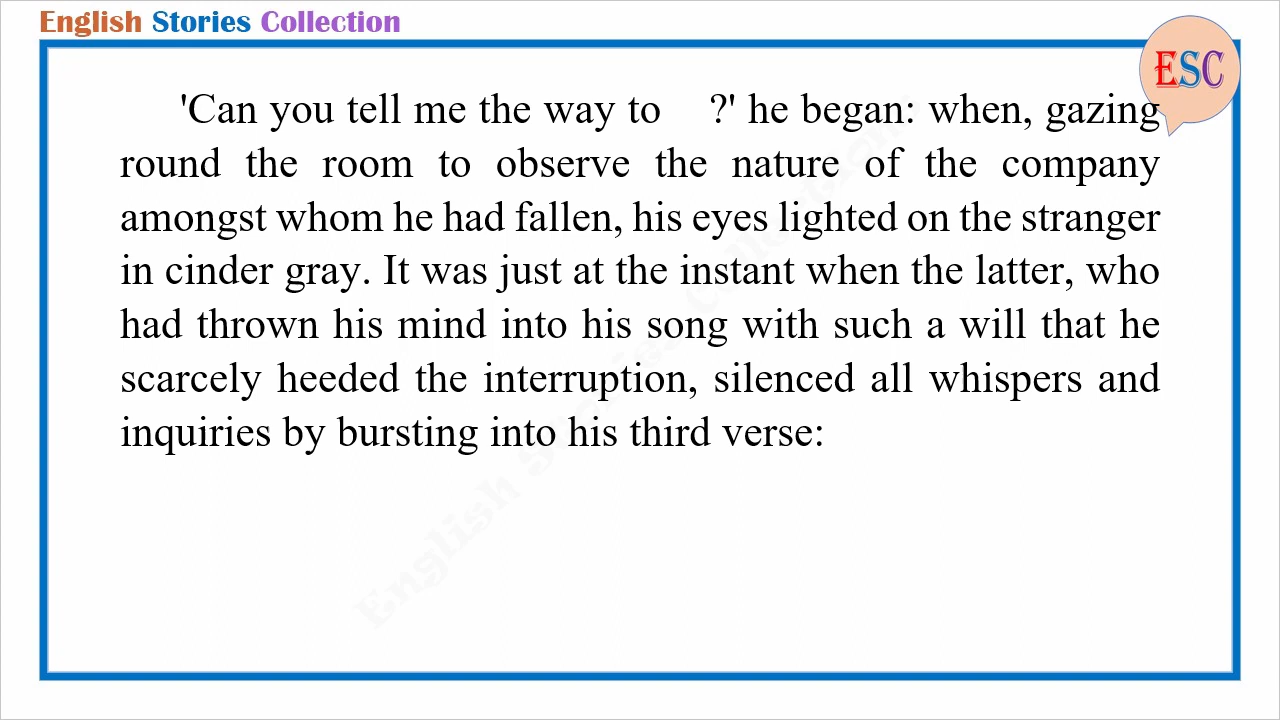 English Stories Collection
ESC
'Can you tell me the way to    ?' he began: when, gazing
round the room to observe the nature of the company
amongst whom he had fallen, his eyes lighted on the stranger
in cinder gray. It was just at the instant when the latter, who
had thrown his mind into his song with such a will that he
scarcely heeded the interruption, silenced all whispers and
inquiries by bursting into his third verse:
English Stories Collection